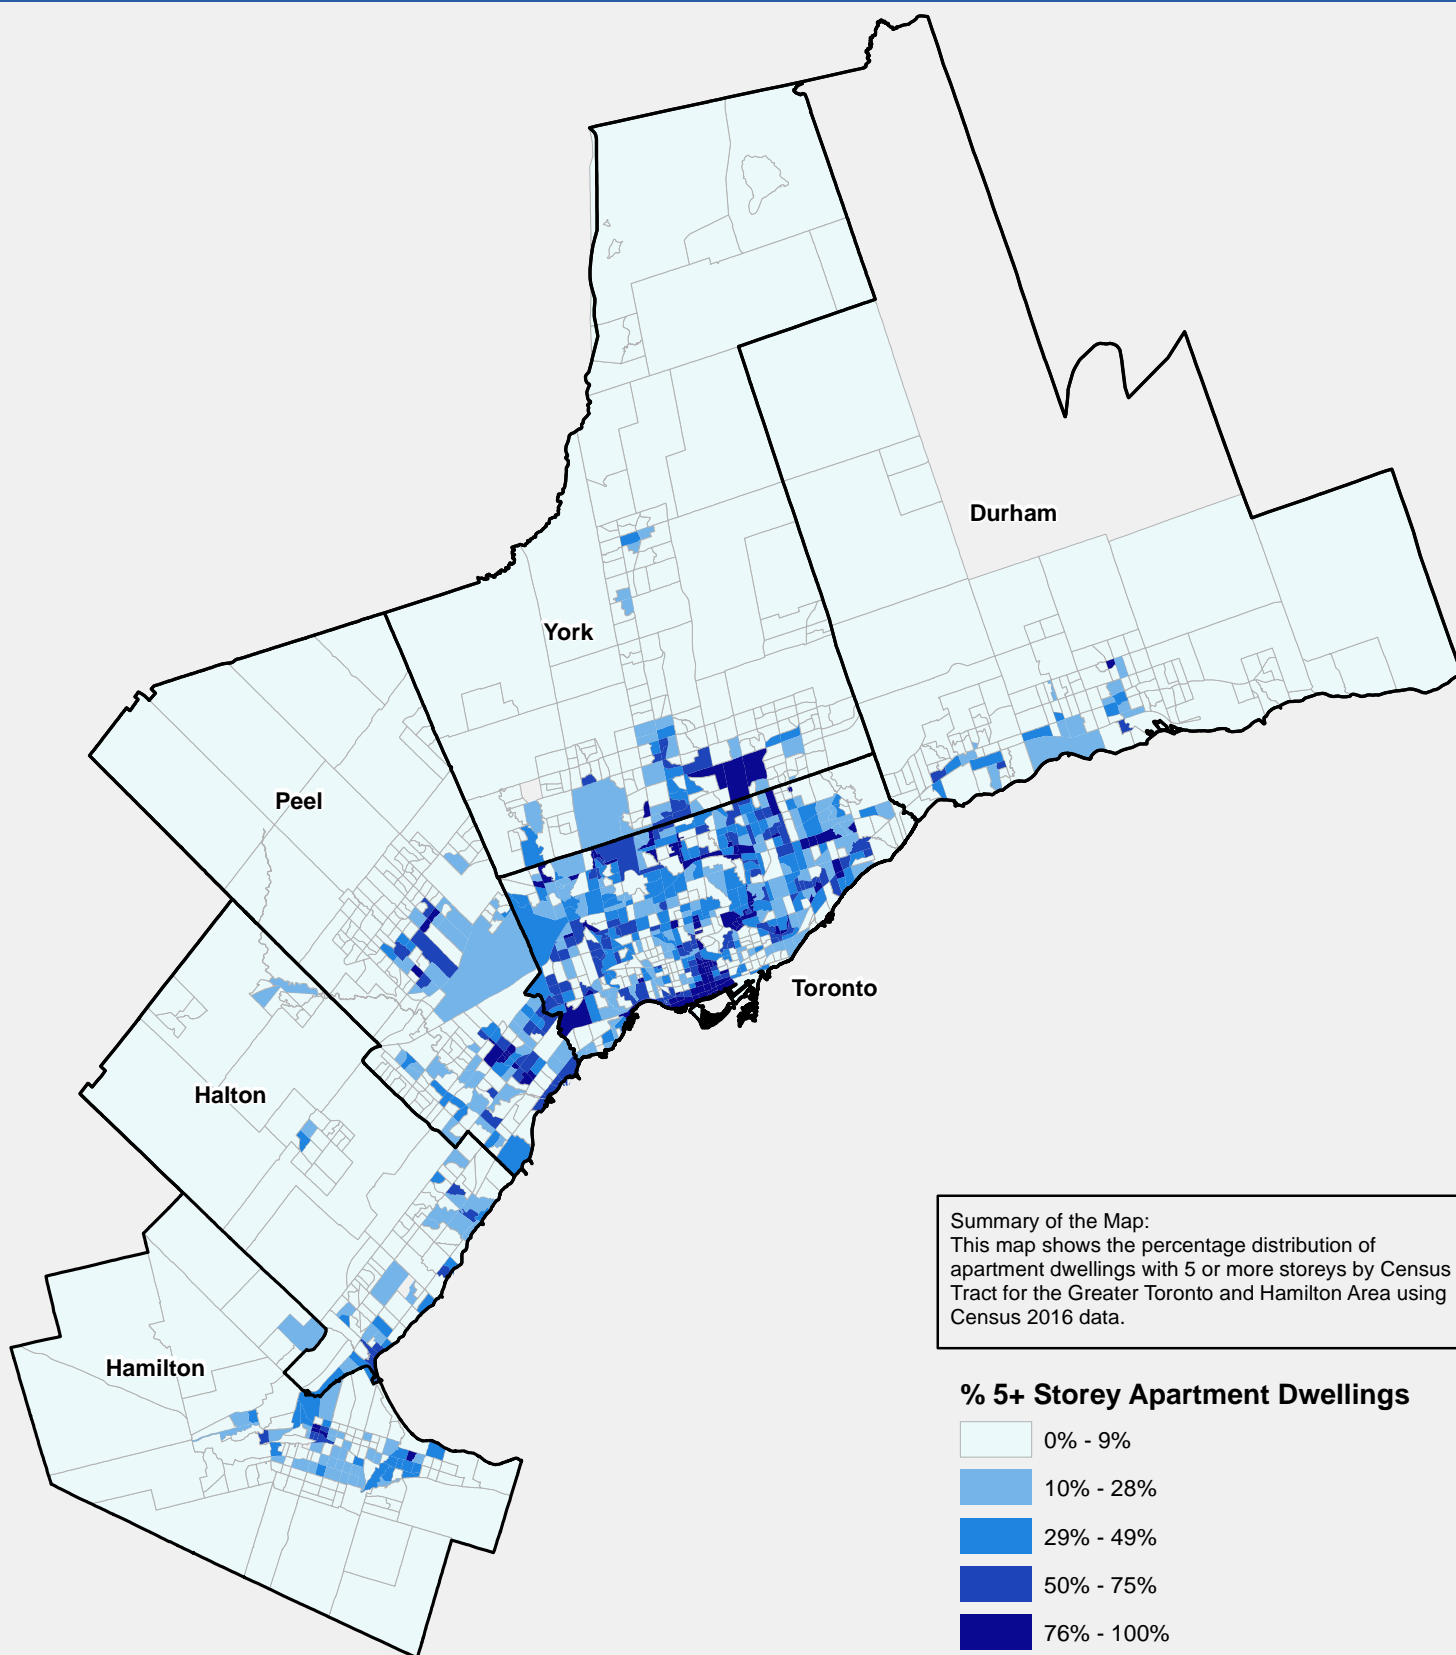 Durham
York
Peel
Toronto
Halton
Hamilton
Summary of the Map:
This map shows the percentage distribution of
apartment dwellings with 5 or more storeys by Census
Tract for the Greater Toronto and Hamilton Area using
Census 2016 data.
% 5+ Storey Apartment Dwellings
0% - 9%
10% - 28%
29% - 49%
50% - 75%
76% - 100%